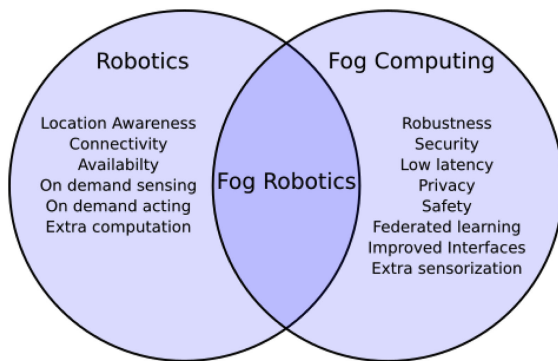 Robotics
Location Awareness
Connectivity
Availabilty
On demand sensing
On demand acting
Extra computation
Fog Robotics
Fog Computing
Robustness
Security
Low latency
Privacy
Safety
Federated learning
Improved Interfaces
Extra sensorization